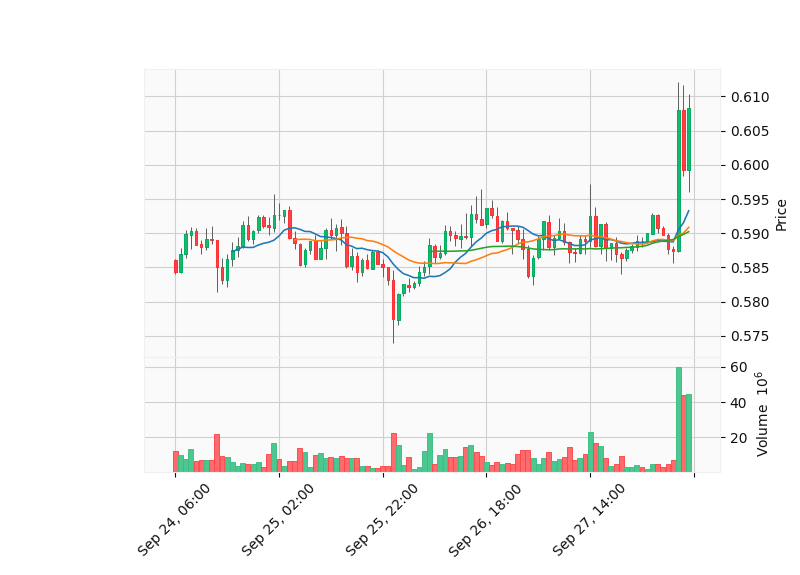 0.610
0.605
0.600
0.595
0.590
0.585
0.580
0.575
Price
60
40
20
Volume 10⁶
Sep 24, 06:00
Sep 25, 02:00
Sep 25, 22:00
Sep 26, 18:00
Sep 27, 14:00